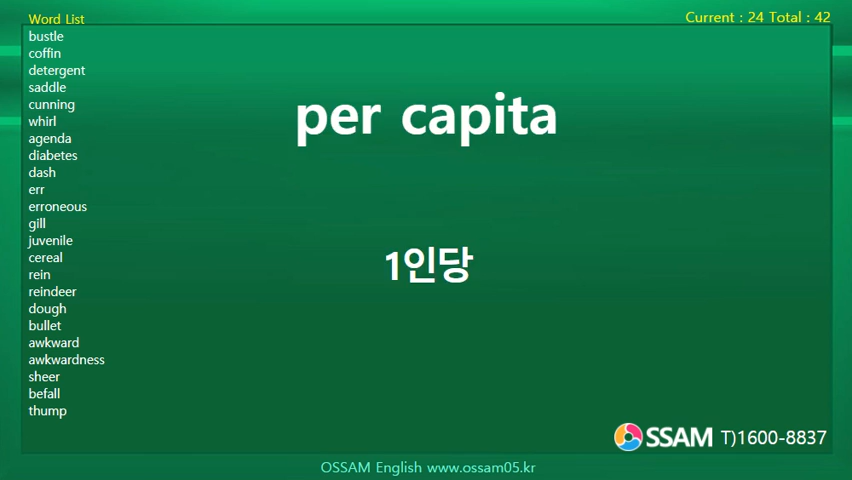 Word List
Current : 24 Total : 42
bustle
coffin
detergent
saddle
cunning
whirl
agenda
diabetes
dash
err
erroneous
gill
juvenile
cereal
rein
reindeer
dough
bullet
awkward
awkwardness
sheer
befall
thump
per capita
1인당
SSAM T)1600-8837
OSSAM English www.ossam05.kr